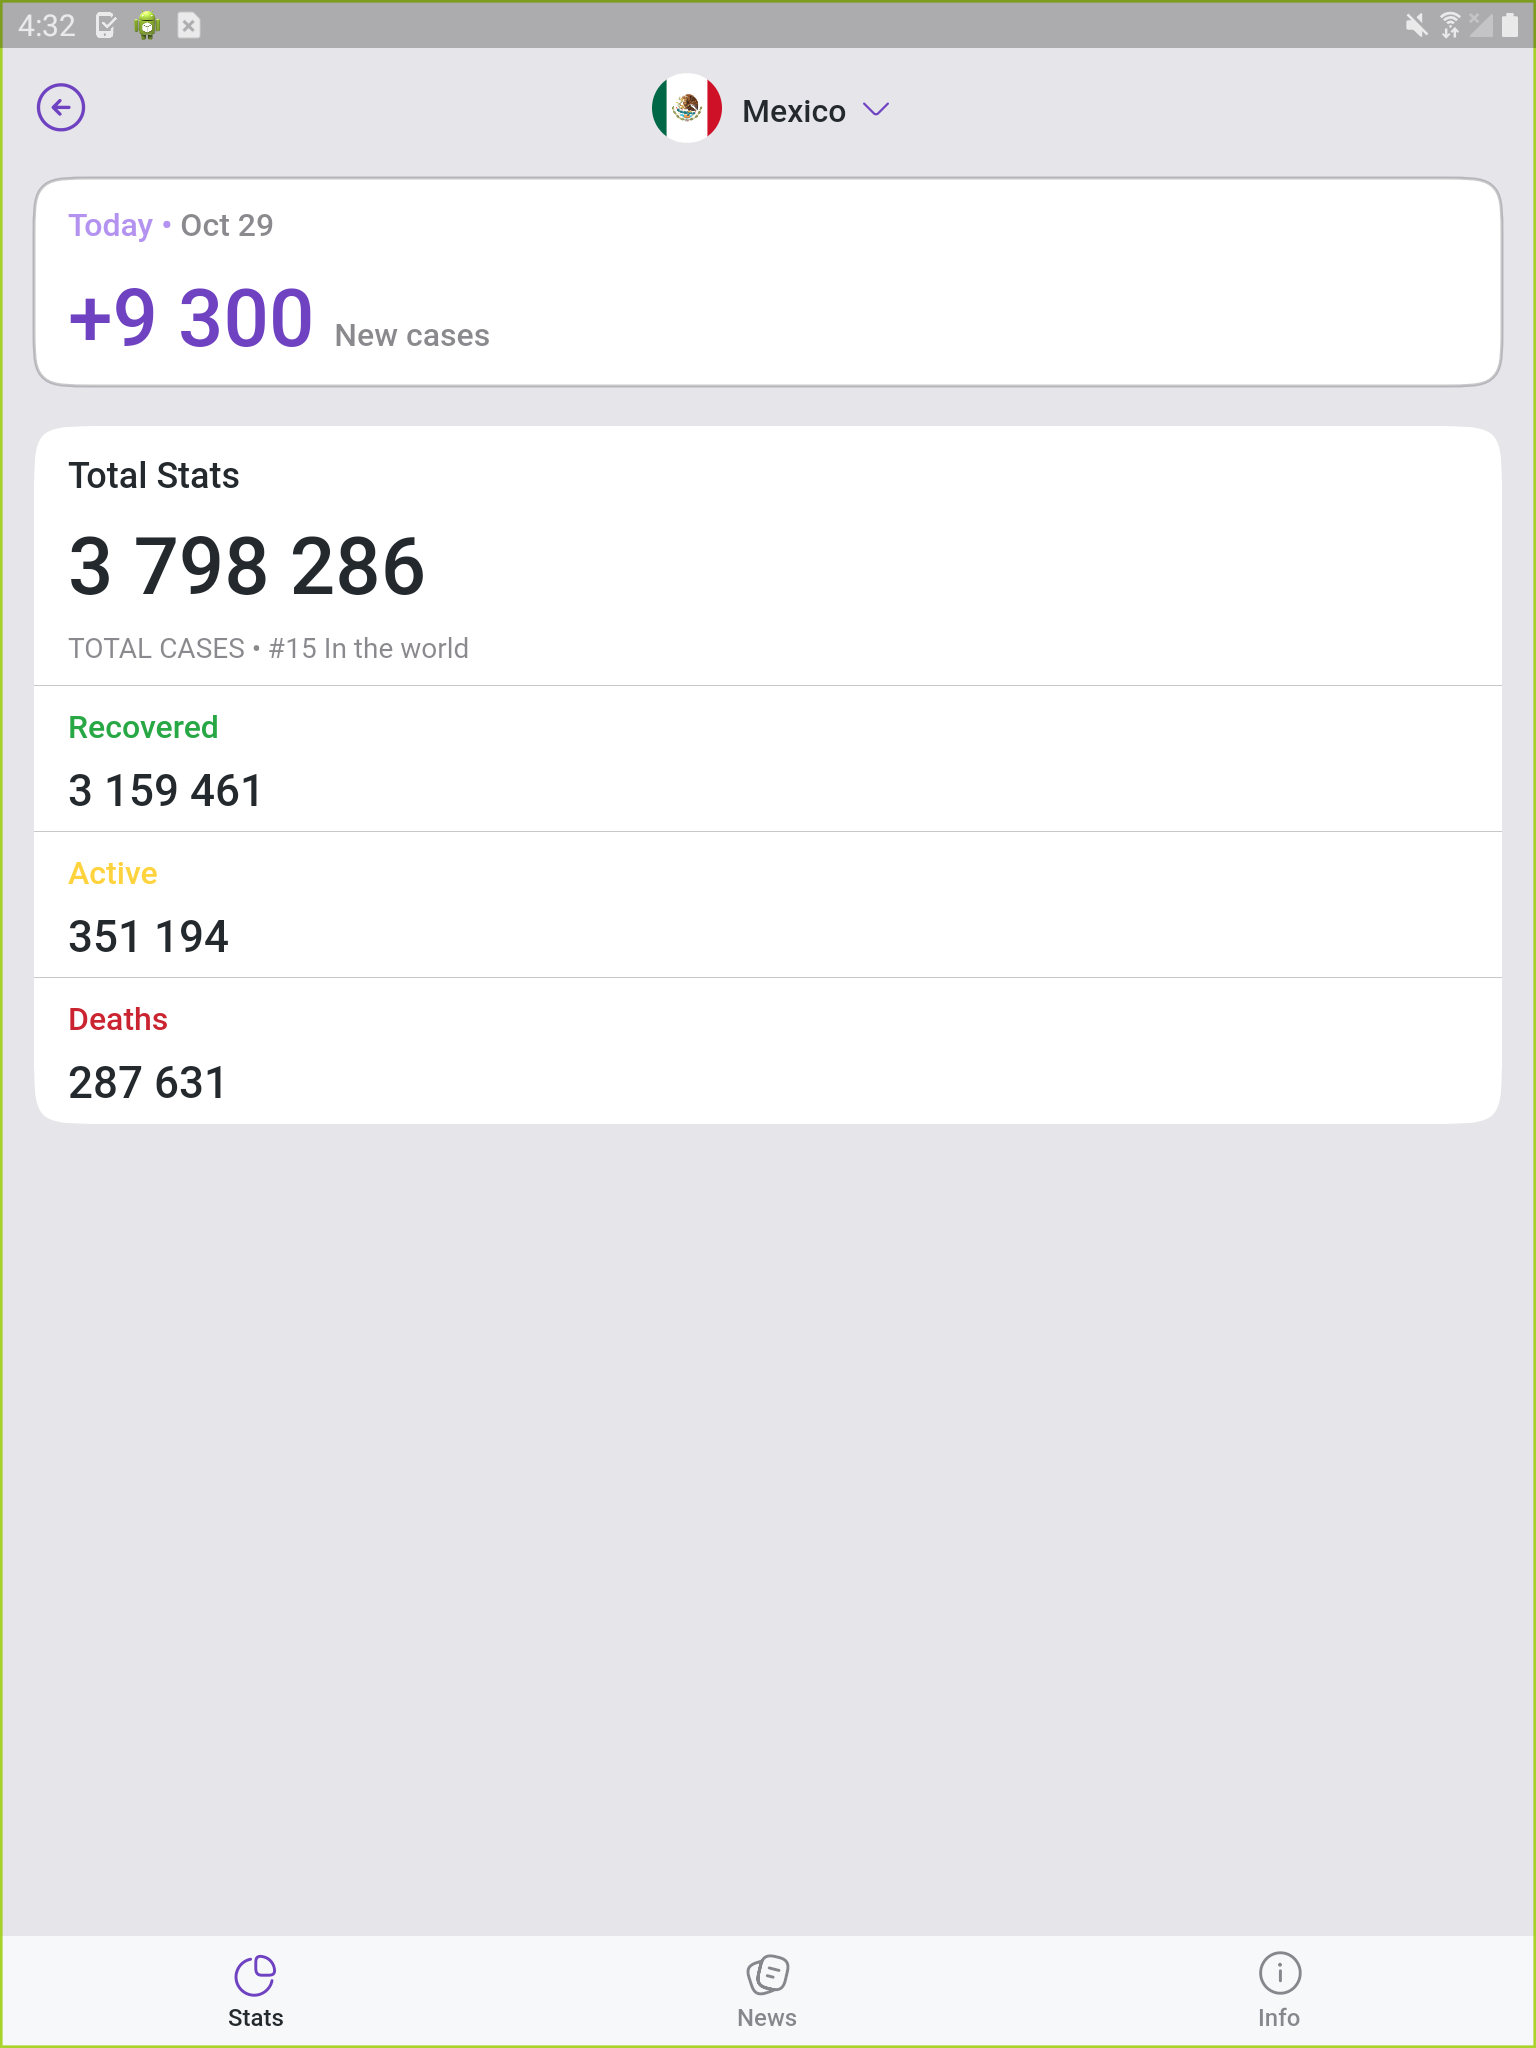 4:32
Mexico
Today • Oct 29
+9 300 New cases
Total Stats
3 798 286
TOTAL CASES • #15 In the world
Recovered
3 159 461
Active
351 194
Deaths
287 631
Stats
News
Info